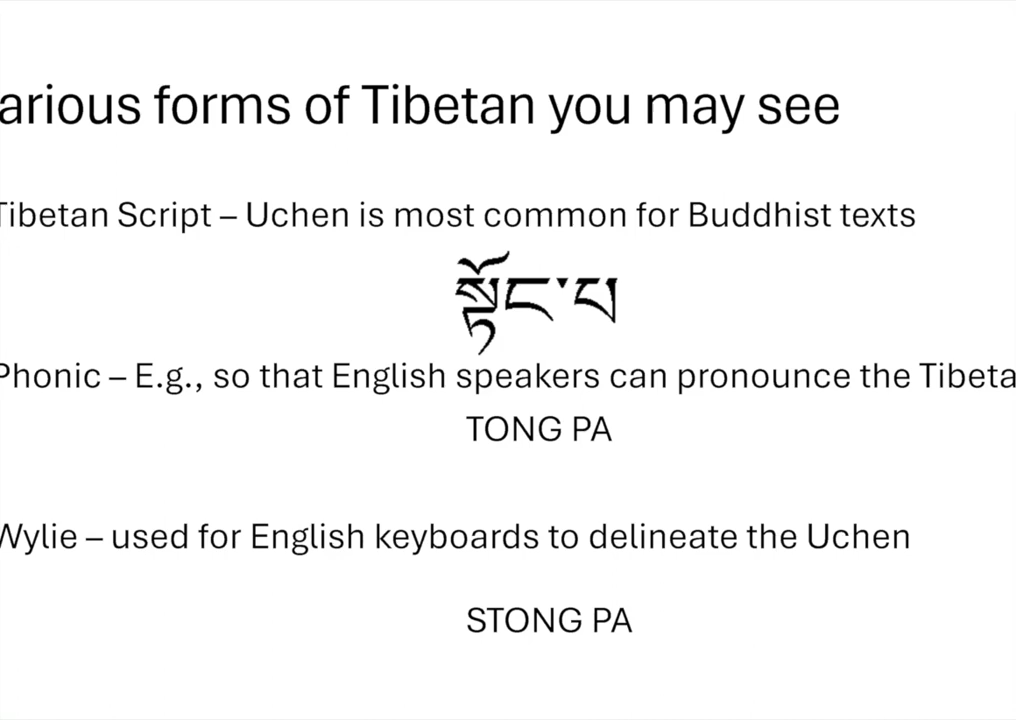 arious forms of Tibetan you may see
Tibetan Script – Uchen is most common for Buddhist texts
སྟོང་པ
Phonic – E.g., so that English speakers can pronounce the Tibeta
TONG PA
Wylie – used for English keyboards to delineate the Uchen
STONG PA